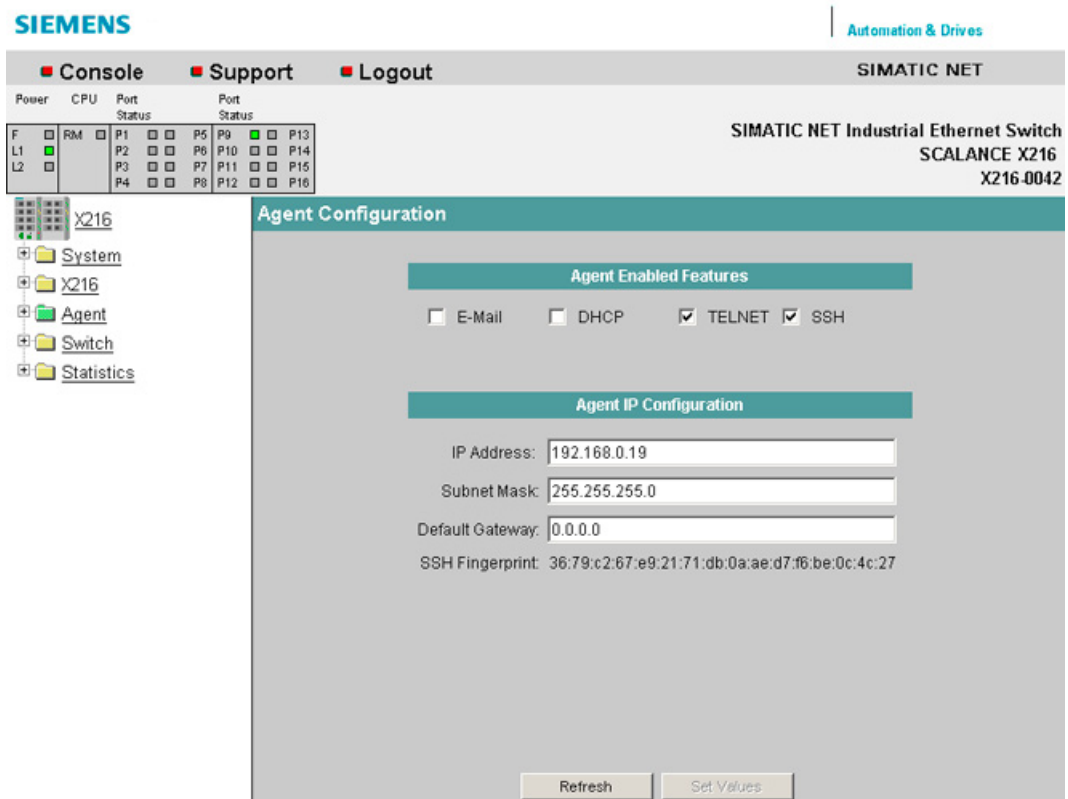 SIEMENS
Automation & Drives
Console Support Logout SIMATIC NET
Power CPU Port Status Port Status
F RM P1 P5 P9 P13
L1 P2 P6 P10 P14
L2 P3 P7 P11 P15
P4 P8 P12 P16
SIMATIC NET Industrial Ethernet Switch
SCALANCE X216
X216-0042
X216
System
X216
Agent
Switch
Statistics
Agent Configuration
Agent Enabled Features
E-Mail DHCP TELNET SSH
Agent IP Configuration
IP Address: 192.168.0.19
Subnet Mask: 255.255.255.0
Default Gateway: 0.0.0.0
SSH Fingerprint: 36:79:c2:67:e9:21:71:db:0a:ae:d7:f6:be:0c:4c:27
Refresh Set Values